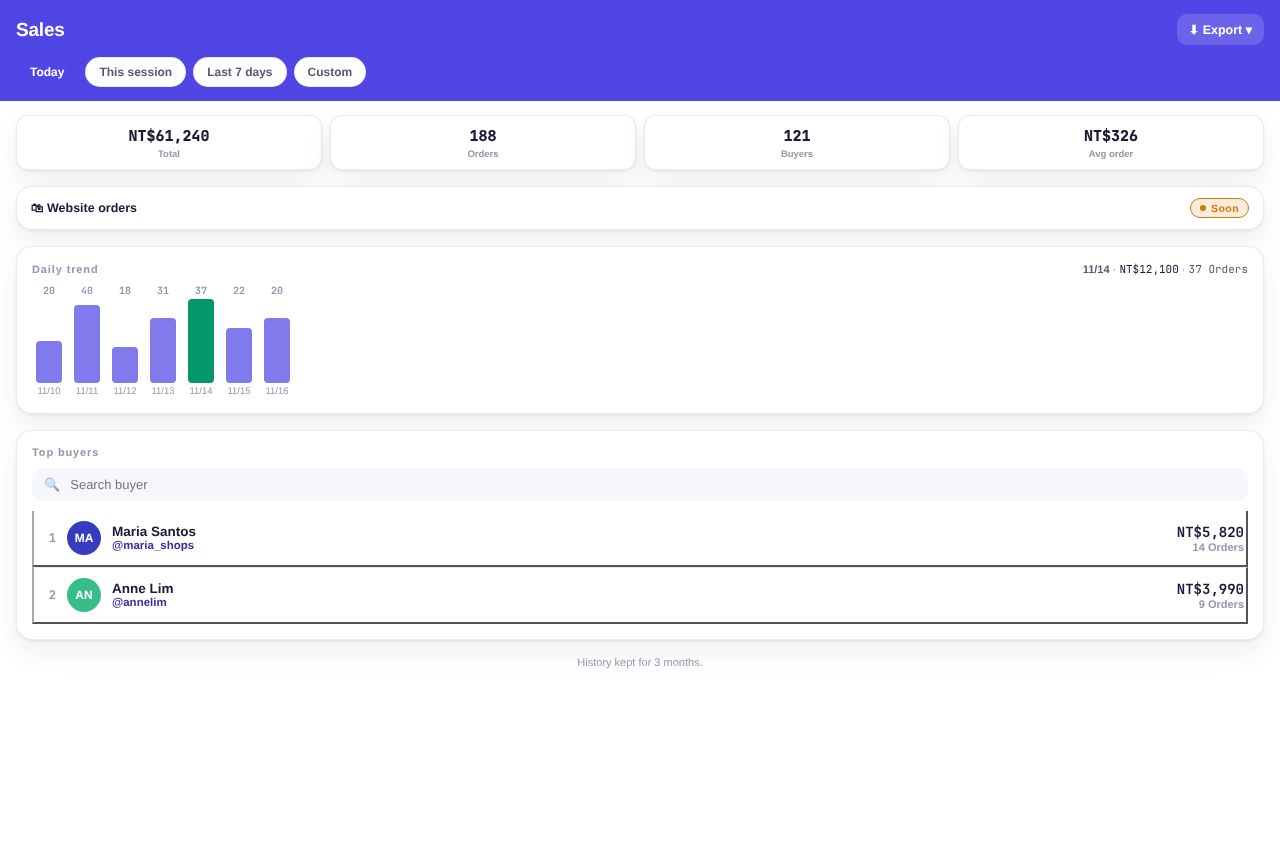 Sales
⬇ Export ▾
Today
This session
Last 7 days
Custom
NT$61,240
Total
188
Orders
121
Buyers
NT$326
Avg order
🛍 Website orders
Soon
Daily trend
11/14 · NT$12,100 · 37 Orders
20 40 18 31 37 22 20
11/10 11/11 11/12 11/13 11/14 11/15 11/16
Top buyers
🔍 Search buyer
1
MA
Maria Santos
@maria_shops
NT$5,820
14 Orders
2
AN
Anne Lim
@annelim
NT$3,990
9 Orders
History kept for 3 months.